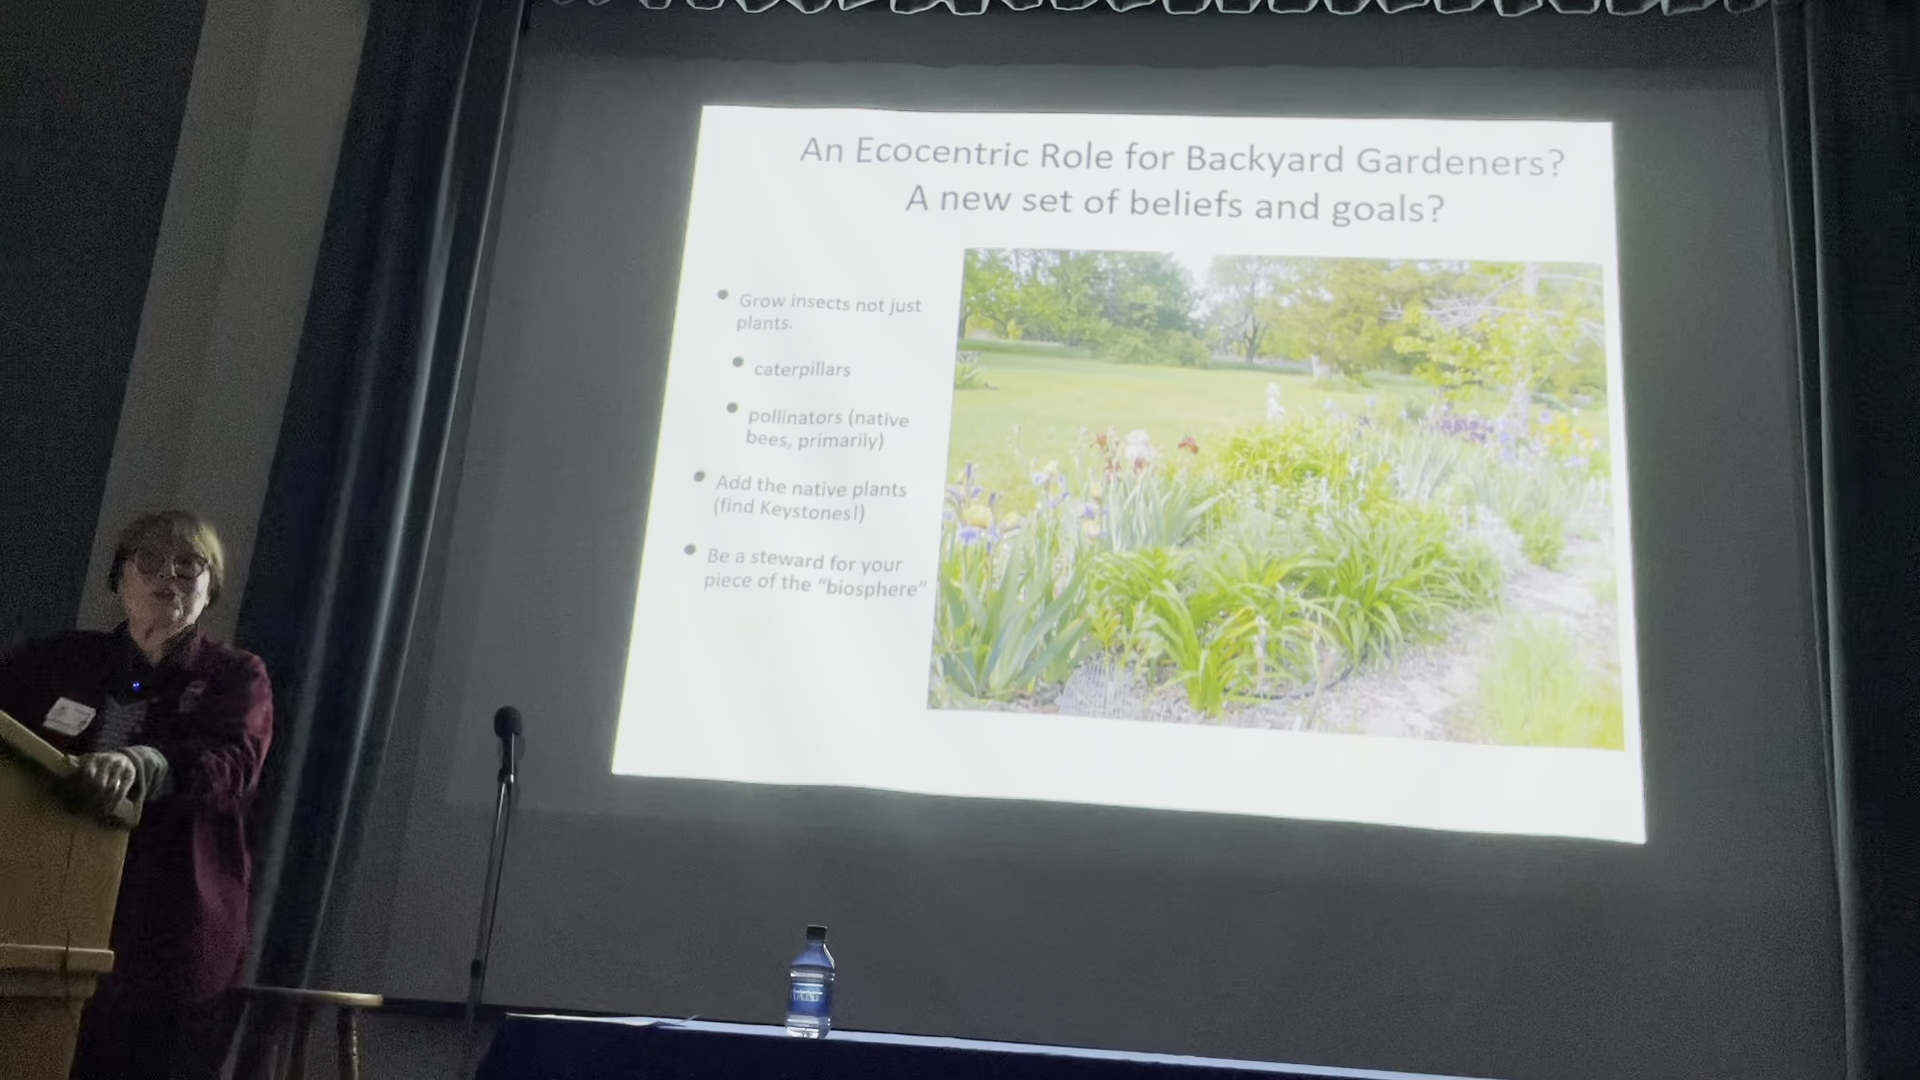 An Ecocentric Role for Backyard Gardeners?
A new set of beliefs and goals?
Grow insects not just
plants.
caterpillars
pollinators (native
bees, primarily)
Add the native plants
(find Keystones!)
Be a steward for your
piece of the “biosphere”